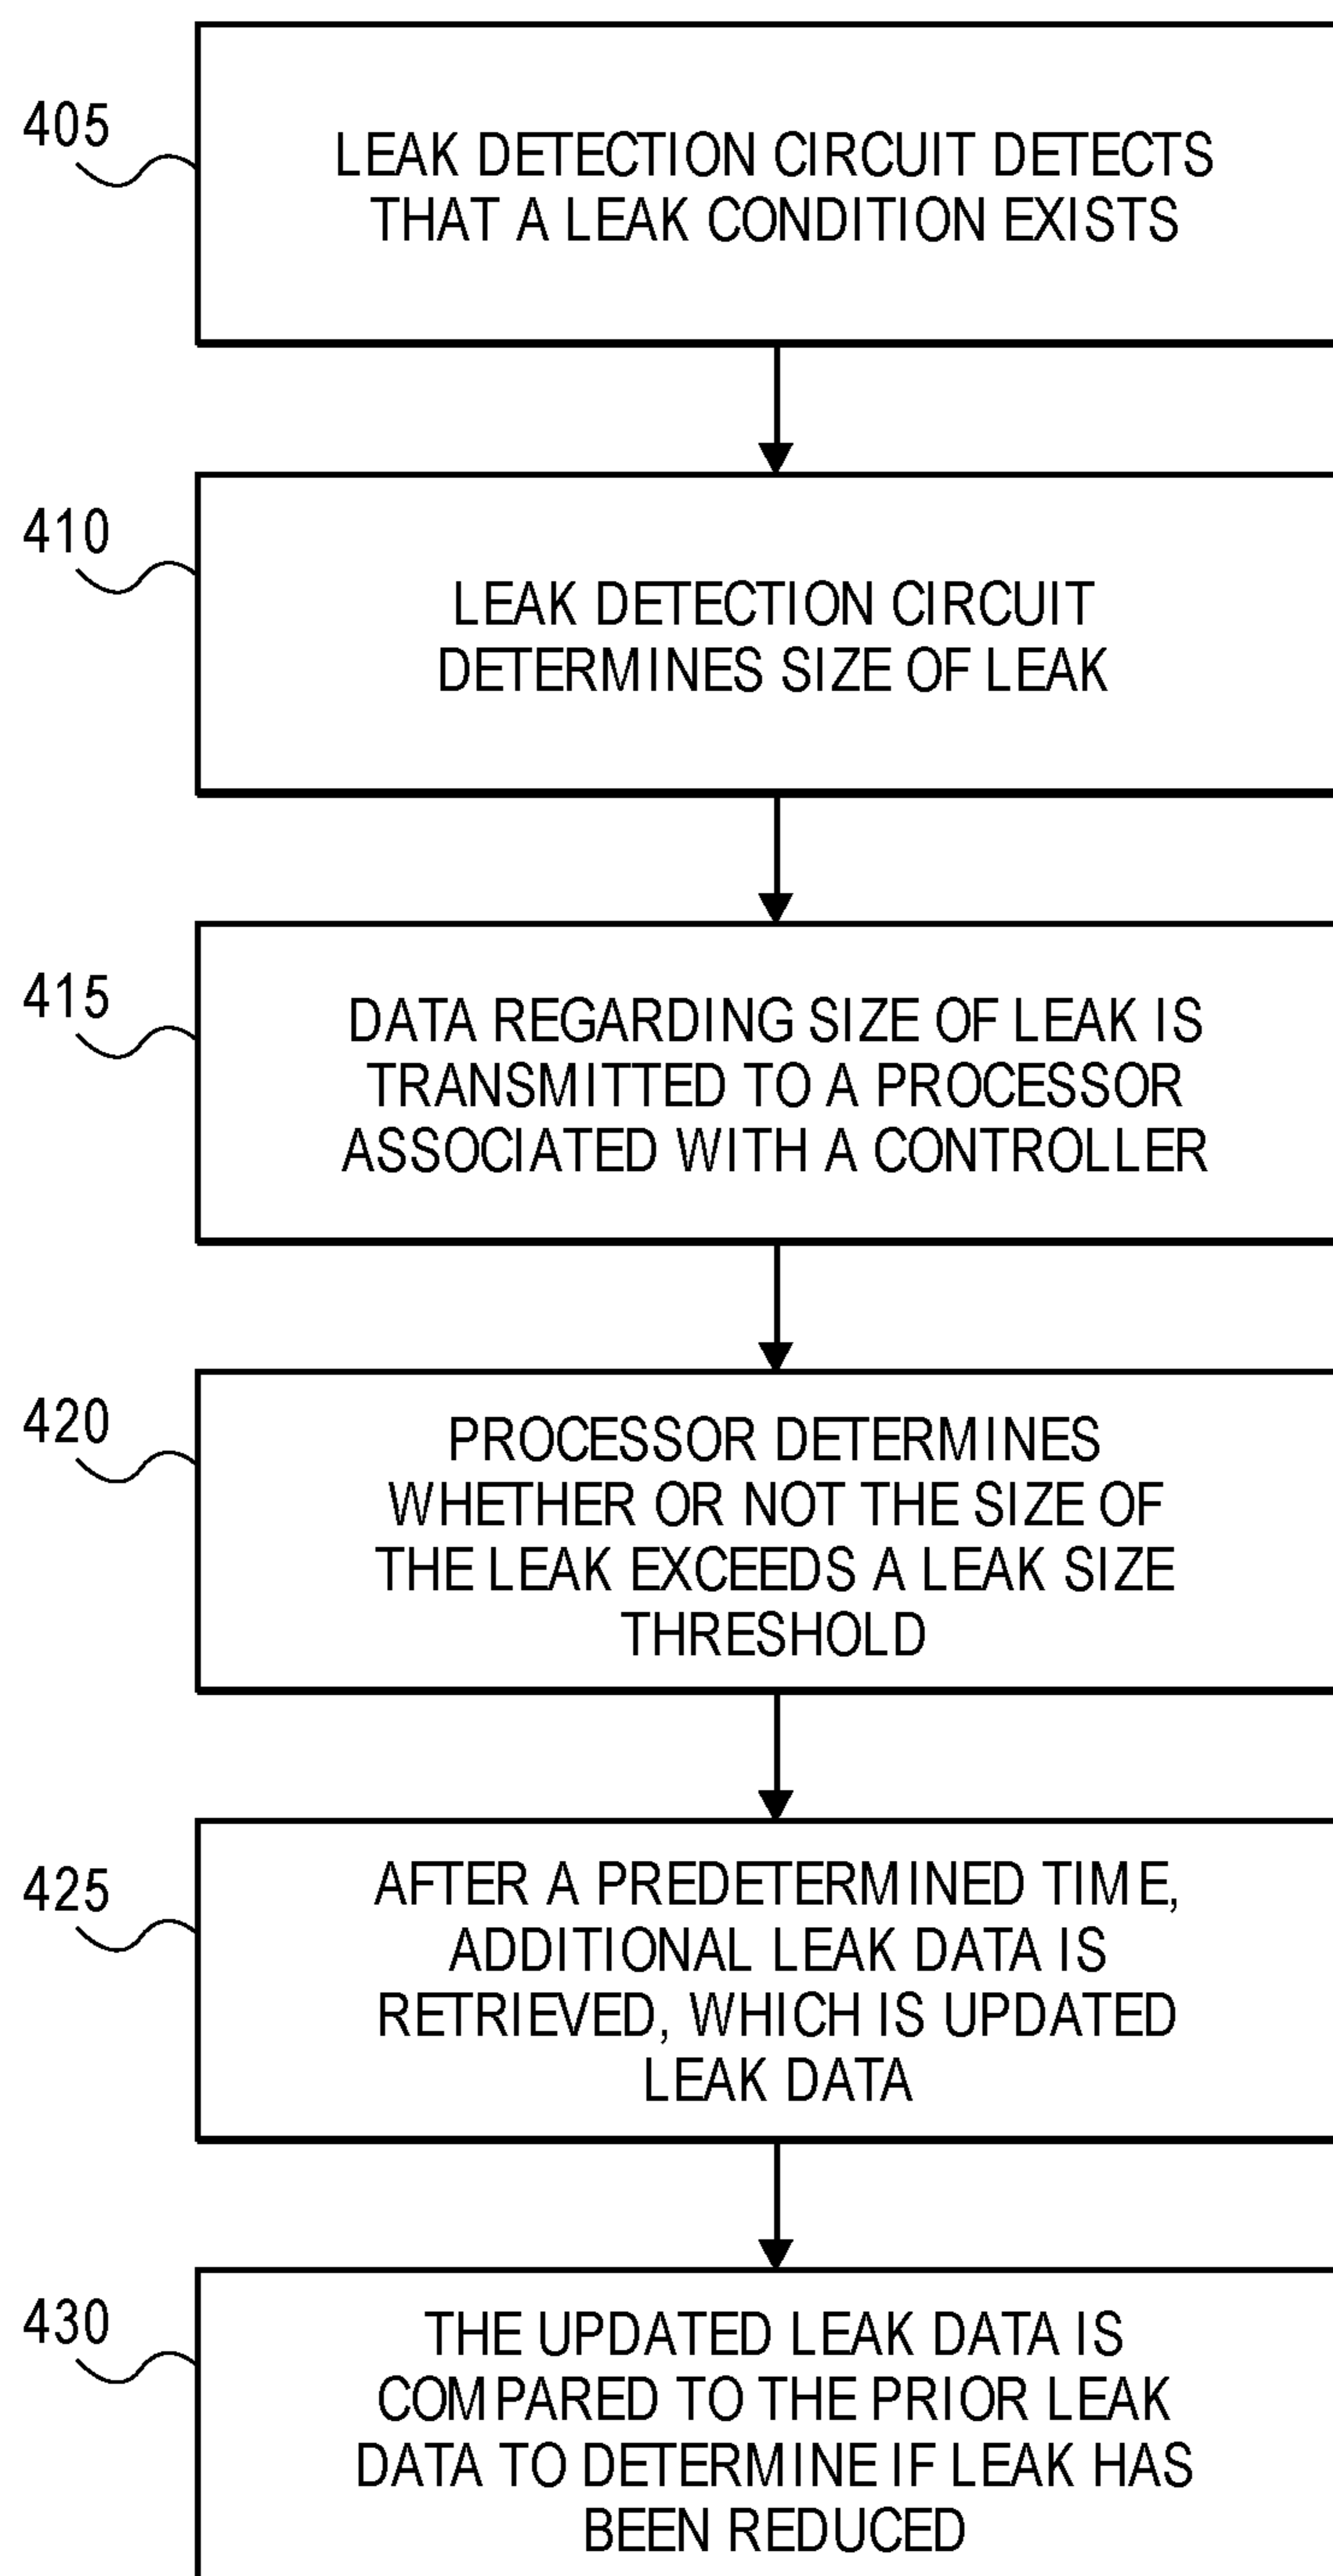 405
LEAK DETECTION CIRCUIT DETECTS
THAT A LEAK CONDITION EXISTS
410
LEAK DETECTION CIRCUIT
DETERMINES SIZE OF LEAK
415
DATA REGARDING SIZE OF LEAK IS
TRANSMITTED TO A PROCESSOR
ASSOCIATED WITH A CONTROLLER
420
PROCESSOR DETERMINES
WHETHER OR NOT THE SIZE OF
THE LEAK EXCEEDS A LEAK SIZE
THRESHOLD
425
AFTER A PREDETERMINED TIME,
ADDITIONAL LEAK DATA IS
RETRIEVED, WHICH IS UPDATED
LEAK DATA
430
THE UPDATED LEAK DATA IS
COMPARED TO THE PRIOR LEAK
DATA TO DETERMINE IF LEAK HAS
BEEN REDUCED